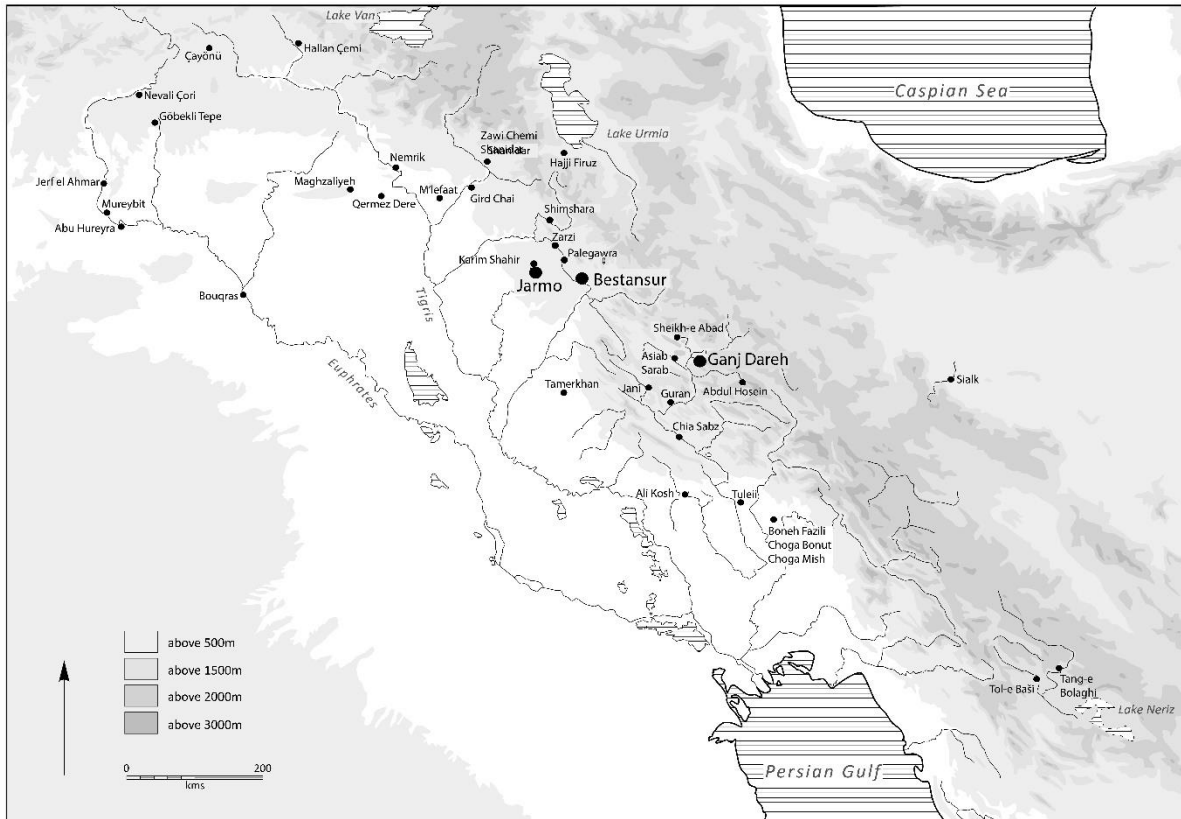 Lake Van
Hallan Çemi
Çayönü
Caspian Sea
Nevali Çori
Göbekli Tepe
Lake Urmia
Zawi Chemi
Shanidar
Shanidar
Hajji Firuz
Nemrik
Jerf el Ahmar
Maghzaliyeh
M'lefaat
Gird Chai
Qermez Dere
Mureybit
Shimshara
Abu Hureyra
Zarzi
Karim Shahir
Palegawra
Jarmo
Bestansur
Bouqras
Tigris
Sheikh-e Abad
Euphrates
Asiab
Sarab
Ganj Dareh
Tamerkhan
Jani
Abdul Hosein
Sialk
Guran
Chia Sabz
Ali Kosh
Tuleii
Boneh Fazili
Choga Bonut
Choga Mish
above 500m
above 1500m
above 2000m
above 3000m
Tol-e Baši
Tang-e
Bolaghi
Lake Neriz
0 200
kms
Persian Gulf